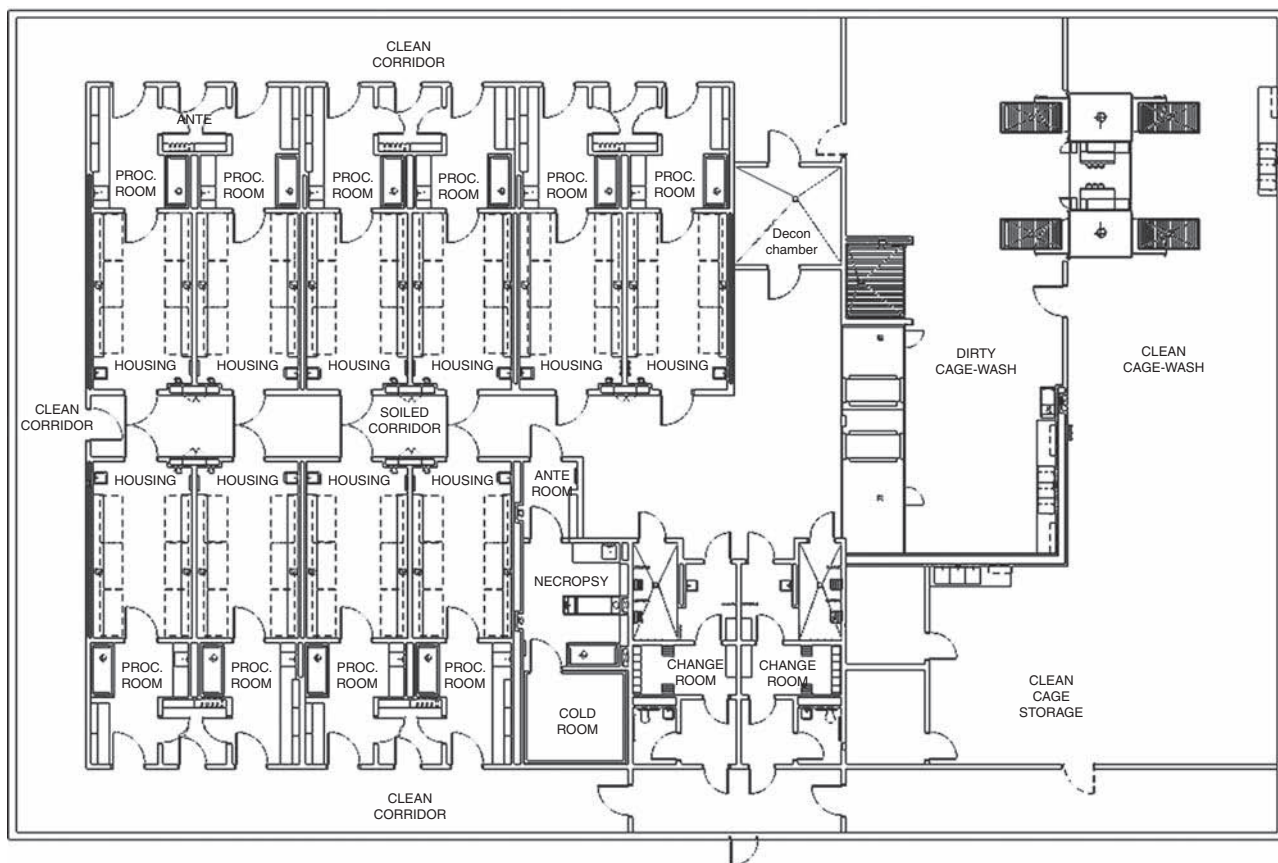 CLEAN
CORRIDOR
ANTE
PROC.
ROOM
PROC.
ROOM
PROC.
ROOM
PROC.
ROOM
PROC.
ROOM
PROC.
ROOM
Decon
chamber
HOUSING
HOUSING
HOUSING
HOUSING
HOUSING
HOUSING
DIRTY
CAGE-WASH
CLEAN
CAGE-WASH
CLEAN
CORRIDOR
SOILED
CORRIDOR
HOUSING
HOUSING
HOUSING
HOUSING
ANTE
ROOM
NECROPSY
PROC.
ROOM
PROC.
ROOM
PROC.
ROOM
PROC.
ROOM
CHANGE
ROOM
CHANGE
ROOM
COLD
ROOM
CLEAN
CAGE
STORAGE
CLEAN
CORRIDOR